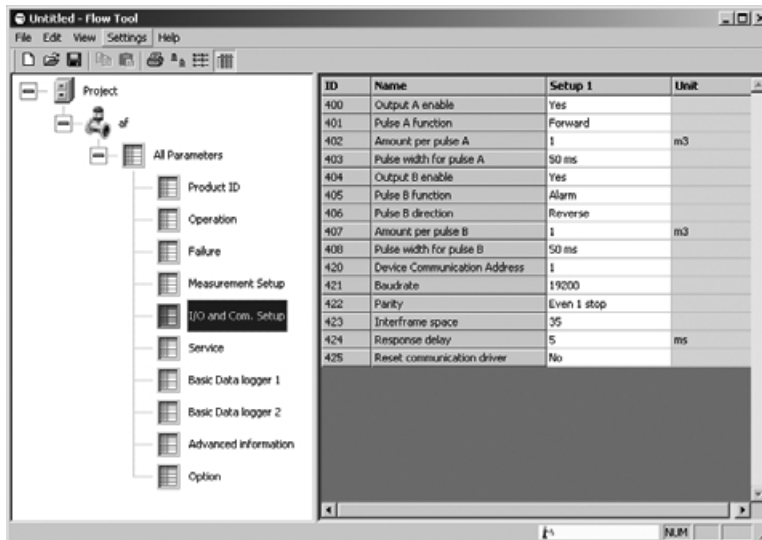 Untitled - Flow Tool
File Edit View Settings Help
Project
af
All Parameters
Product ID
Operation
Failure
Measurement Setup
I/O and Com. Setup
Service
Basic Data logger 1
Basic Data logger 2
Advanced information
Option
ID Name Setup 1 Unit
400 Output A enable Yes
401 Pulse A function Forward
402 Amount per pulse A 1 m3
403 Pulse width for pulse A 50 ms
404 Output B enable Yes
405 Pulse B function Alarm
406 Pulse B direction Reverse
407 Amount per pulse B 1 m3
408 Pulse width for pulse B 50 ms
420 Device Communication Address 1
421 Baudrate 19200
422 Parity Even 1 stop
423 Interframe space 35
424 Response delay 5 ms
425 Reset communication driver No
NUM